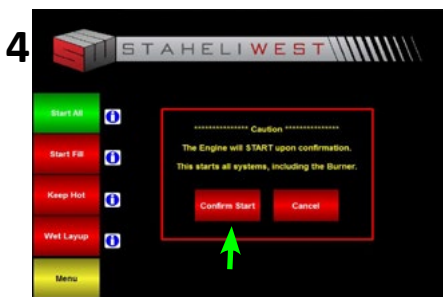 4
STAHELIWEST
Start All
Start Fill
Keep Hot
Wet Layup
Menu
*************** Caution ***************
The Engine will START upon confirmation.
This starts all systems, including the Burner.
Confirm Start
Cancel